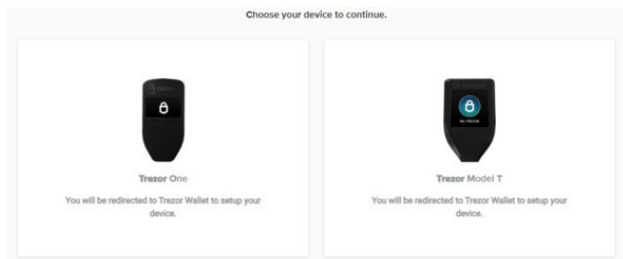 Choose your device to continue.
Trezor One
You will be redirected to Trezor Wallet to setup your
device.
Trezor Model T
You will be redirected to Trezor Wallet to setup your
device.